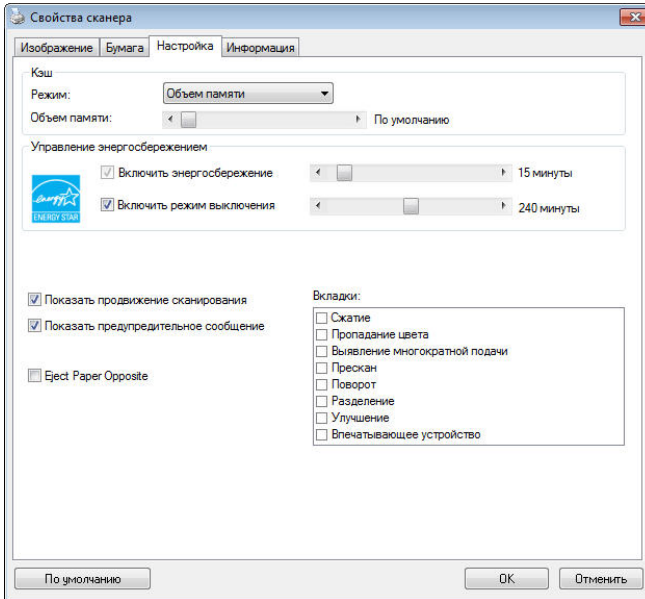 Свойства сканера
Изображение Бумага Настройка Информация
Кэш
Режим: Объем памяти
Объем памяти: По умолчанию
Управление энергосбережением
Включить энергосбережение 15 минуты
Включить режим выключения 240 минуты
energy
ENERGY STAR
Показать продвижение сканирования
Показать предупредительное сообщение
Eject Paper Opposite
Вкладки:
Сжатие
Пропадание цвета
Выявление многократной подачи
Прескан
Поворот
Разделение
Улучшение
Впечатывающее устройство
По умолчанию OK Отменить